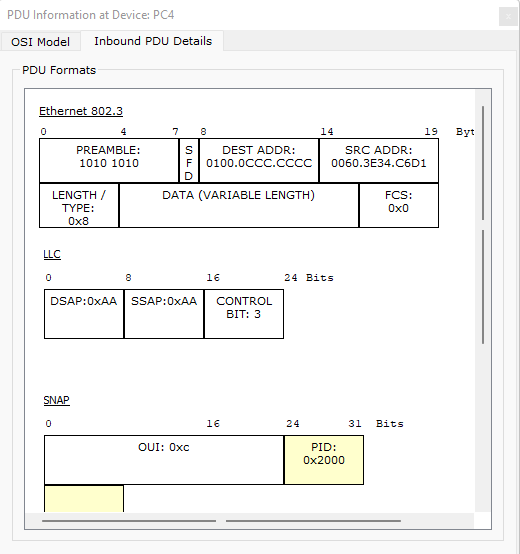 PDU Information at Device: PC4
OSI Model Inbound PDU Details
PDU Formats
Ethernet 802.3
0 4 7 8 14 19 Byt
PREAMBLE:
1010 1010
S
F
D
DEST ADDR:
0100.0CCC.CCCC
SRC ADDR:
0060.3E34.C6D1
LENGTH /
TYPE:
0x8
DATA (VARIABLE LENGTH)
FCS:
0x0
LLC
0 8 16 24 Bits
DSAP:0xAA
SSAP:0xAA
CONTROL
BIT: 3
SNAP
0 16 24 31 Bits
OUI: 0xc
PID:
0x2000